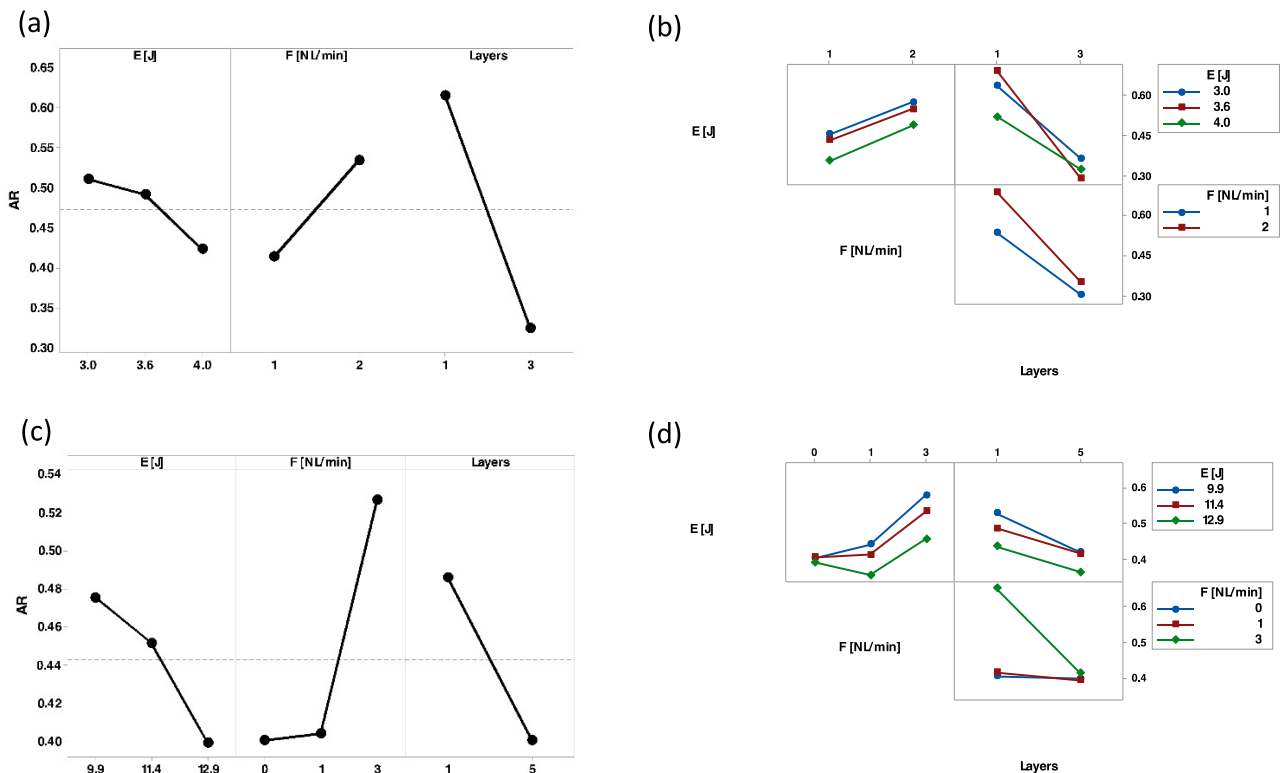 (a)
E [J] F [NL/min] Layers
0.65
0.60
0.55
0.50
0.45
0.40
0.35
0.30
AR
3.0 3.6 4.0 1 2 1 3
(b)
1 2 1 3
E [J]
0.60
0.45
0.30
E [J]
3.0
3.6
4.0
F [NL/min]
0.60
0.45
0.30
F [NL/min]
1
2
Layers
(c)
E [J] F [NL/min] Layers
0.54
0.52
0.50
0.48
0.46
0.44
0.42
0.40
AR
9.9 11.4 12.9 0 1 3 1 5
(d)
0 1 3 1 5
E [J]
0.6
0.5
0.4
E [J]
9.9
11.4
12.9
F [NL/min]
0.6
0.5
0.4
F [NL/min]
0
1
3
Layers